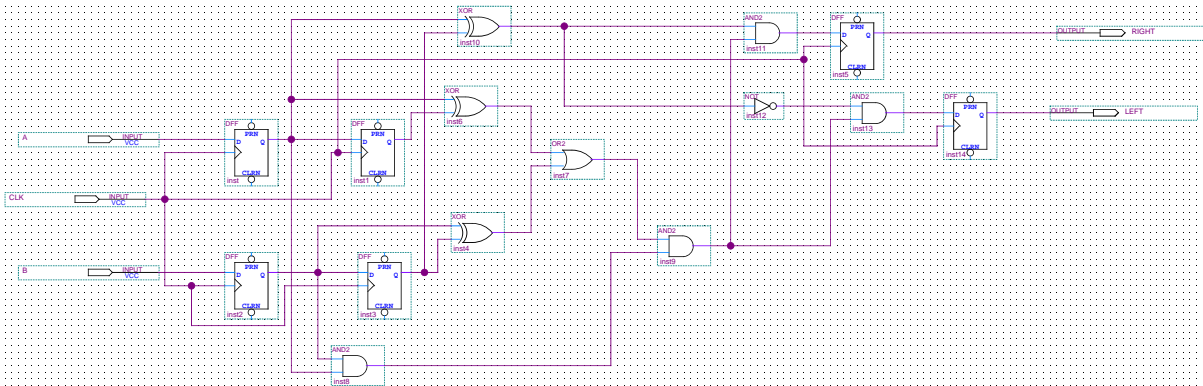 XOR
inst10
AND2
inst11
DFF
PRN
D Q
CLRN
inst5
OUTPUT RIGHT
XOR
inst6
NOT
inst12
AND2
inst13
DFF
PRN
D Q
CLRN
inst14
OUTPUT LEFT
A INPUT
VCC
DFF
PRN
D Q
CLRN
inst
DFF
PRN
D Q
CLRN
inst1
OR2
inst7
CLK INPUT
VCC
XOR
inst4
AND2
inst9
B INPUT
VCC
DFF
PRN
D Q
CLRN
inst2
DFF
PRN
D Q
CLRN
inst3
AND2
inst8